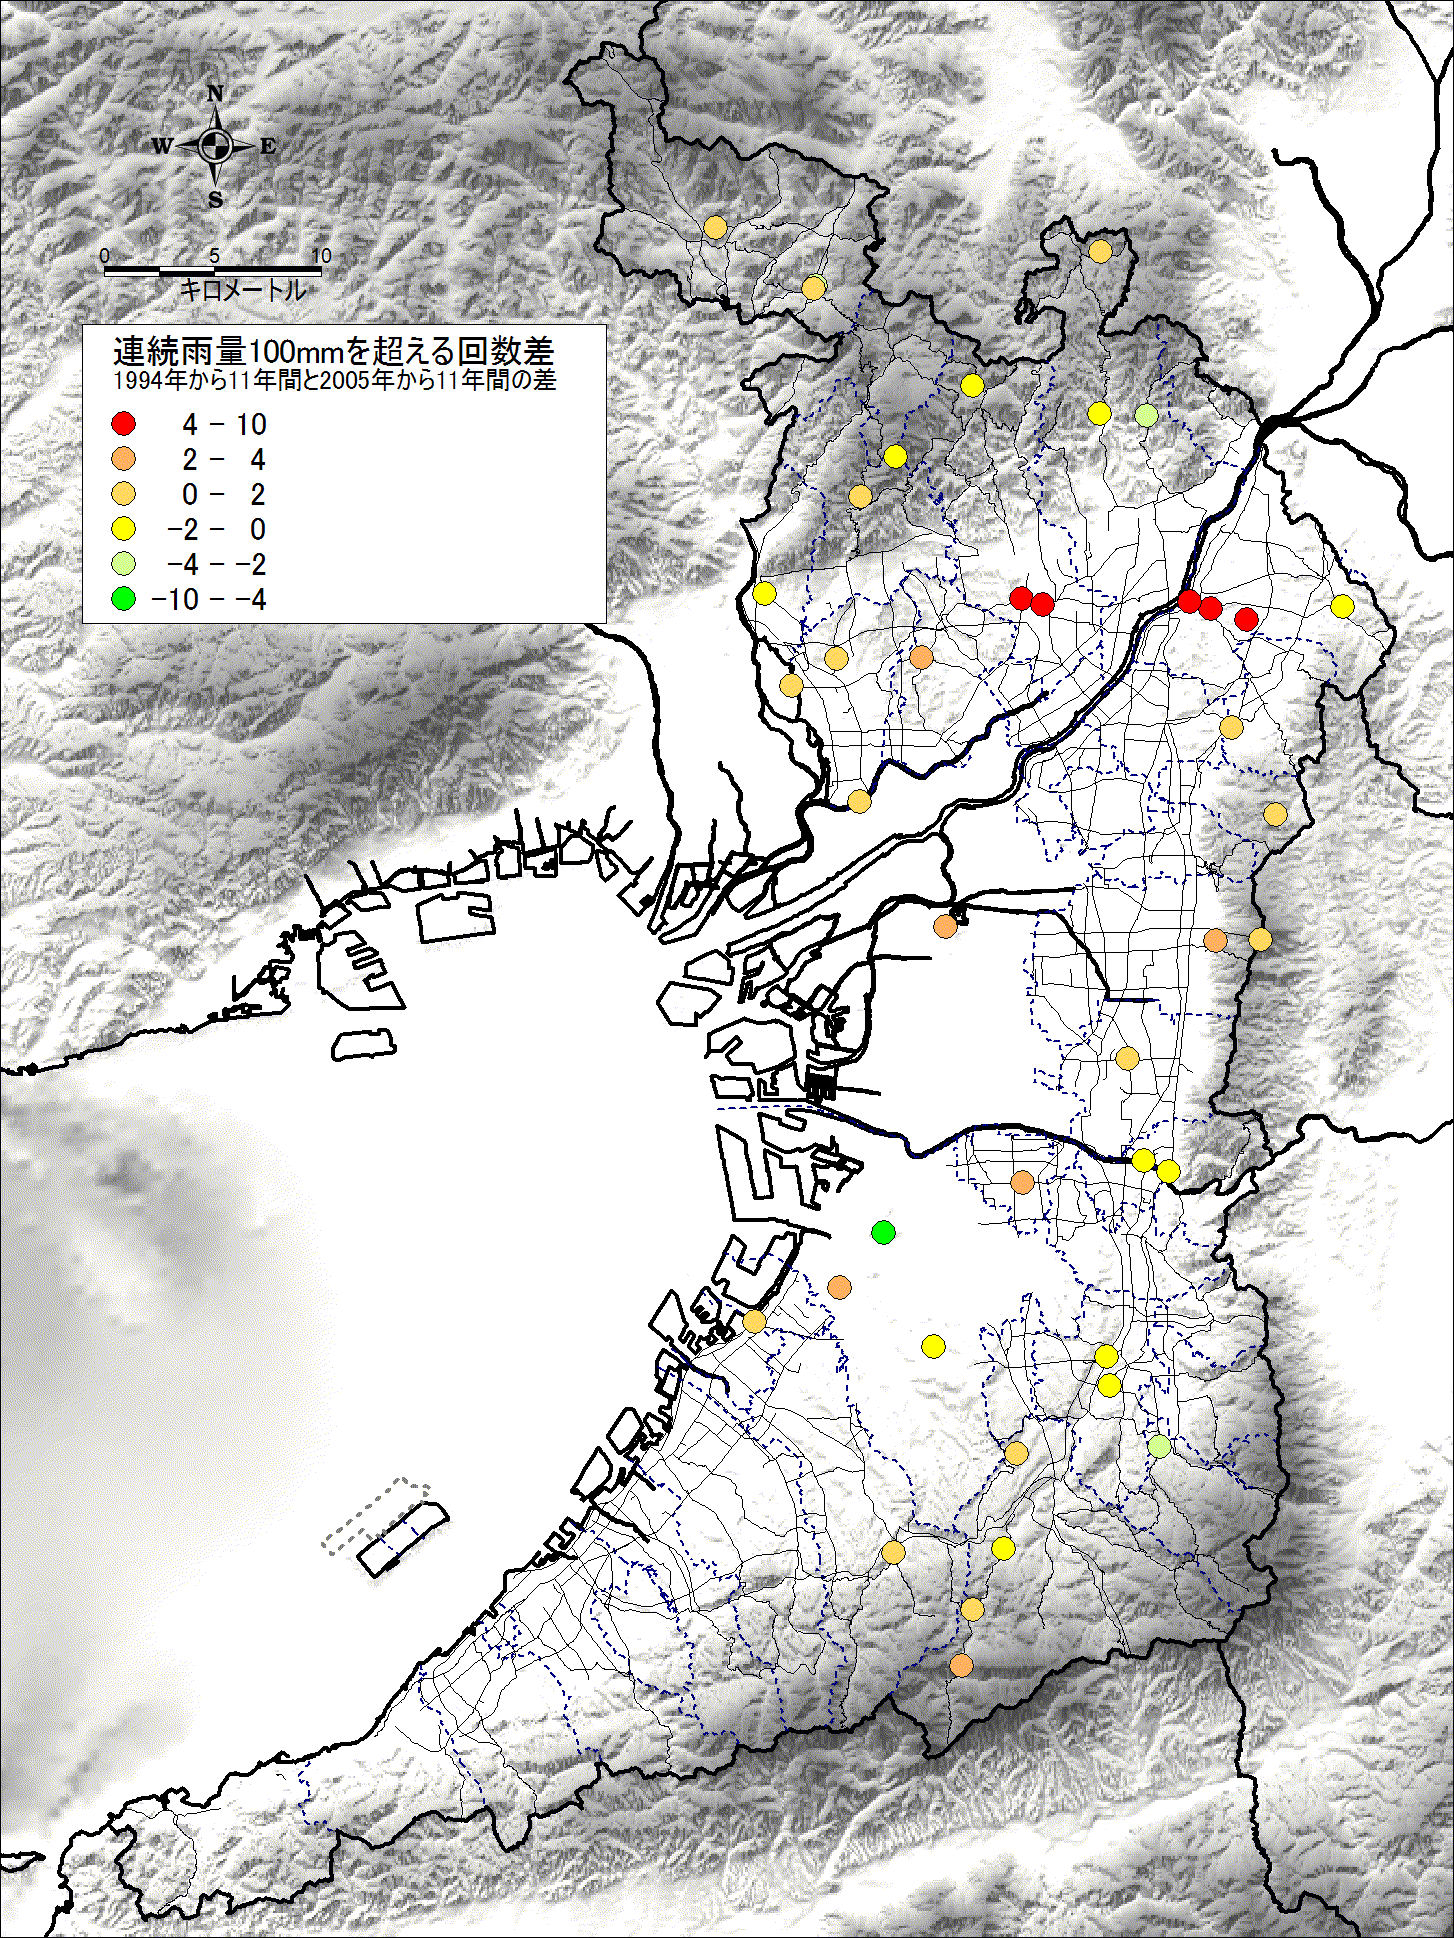 N
W E
S
0 5 10
キロメートル
連続雨量100mmを超える回数差
1994年から11年間と2005年から11年間の差
4 - 10
2 - 4
0 - 2
-2 - 0
-4 - -2
-10 - -4